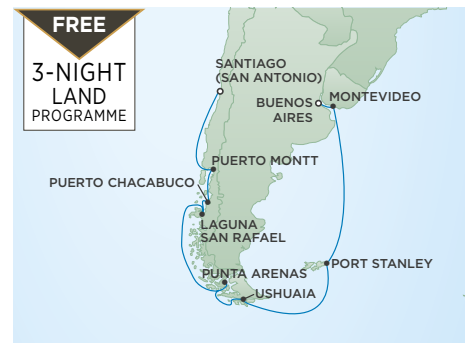 FREE
3-NIGHT
LAND
PROGRAMME
SANTIAGO
(SAN ANTONIO)
BUENOS
AIRES
MONTEVIDEO
PUERTO MONTT
PUERTO CHACABUCO
LAGUNA
SAN RAFAEL
PORT STANLEY
PUNTA ARENAS
USHUAIA